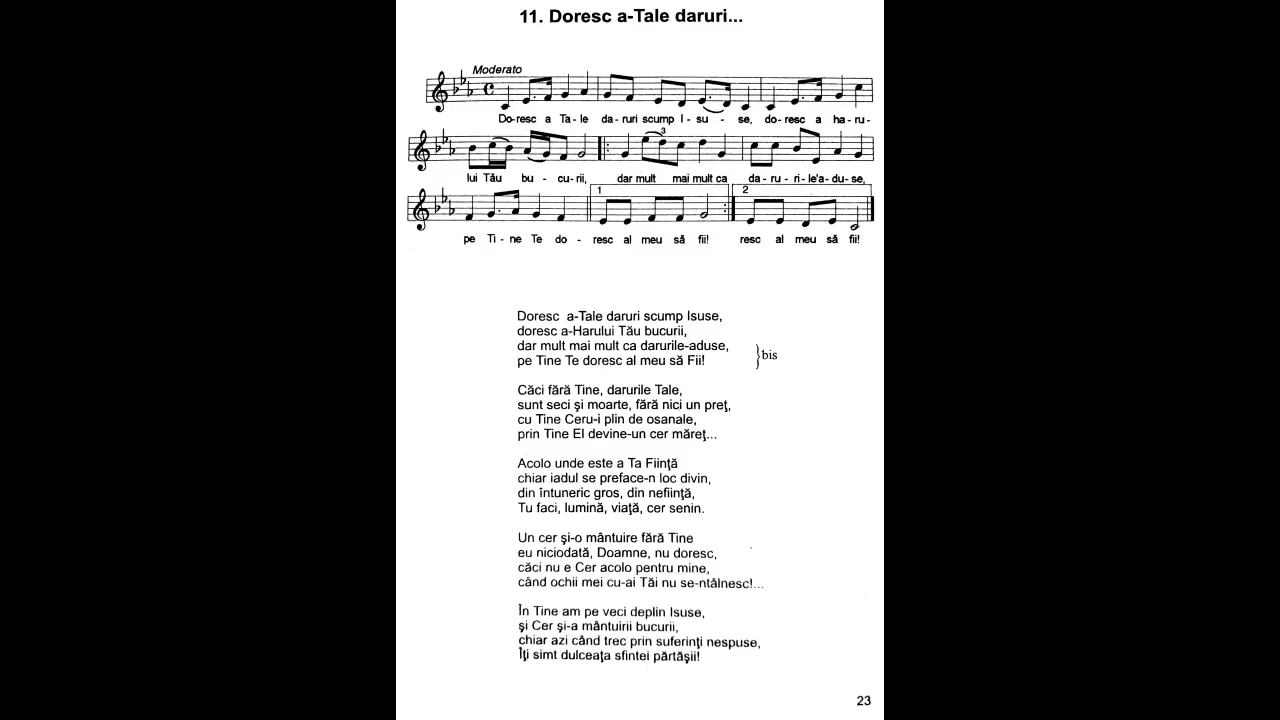 11. Doresc a-Tale daruri...
Moderato
Do-resc a Ta-le da-ruri scump I-su-se, do-resc a ha-ru-
3
lui Tău bu-cu-rii, dar mult mai mult ca da-ru-ri-le'a-du-se,
1 2
pe Ti-ne Te do-resc al meu să fii! resc al meu să fii!
Doresc a-Tale daruri scump Isuse,
doresc a-Harului Tău bucurii,
dar mult mai mult ca darurile-aduse,
pe Tine Te doresc al meu să Fii!
}bis
Căci fără Tine, darurile Tale,
sunt seci şi moarte, fără nici un preţ,
cu Tine Ceru-i plin de osanale,
prin Tine El devine-un cer măreţ...
Acolo unde este a Ta Fiinţă
chiar iadul se preface-n loc divin,
din întuneric gros, din nefiinţă,
Tu faci, lumină, viaţă, cer senin.
Un cer şi-o mântuire fără Tine
eu niciodată, Doamne, nu doresc,
căci nu e Cer acolo pentru mine,
când ochii mei cu-ai Tăi nu se-ntâlnesc!...
În Tine am pe veci deplin Isuse,
şi Cer şi-a mântuirii bucurii,
chiar azi când trec prin suferinţi nespuse,
Îţi simt dulceaţa sfintei părtăşii!
23